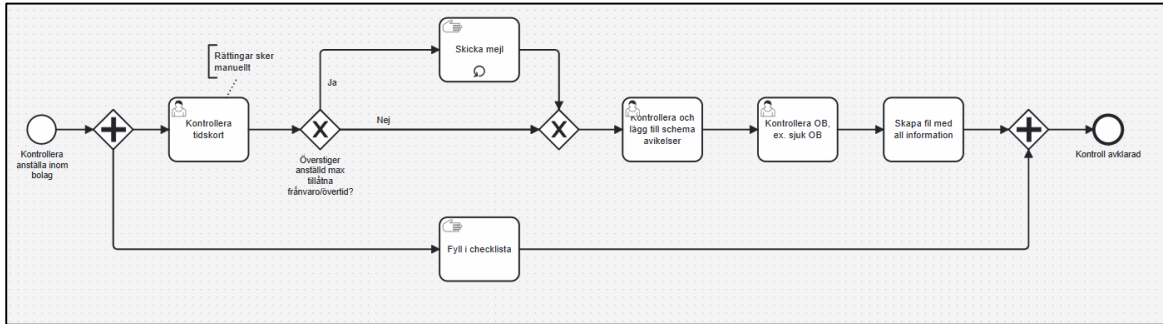 Kontrollera
anställa inom
bolag
Rättingar sker
manuellt
Kontrollera
tidskort
Överstiger
anställd max
tillåtna
frånvaro/övertid?
Ja
Nej
Skicka mejl
Kontrollera och
lägg till schema
avikelser
Kontrollera OB,
ex. sjuk OB
Skapa fil med
all information
Kontroll avklarad
Fyll i checklista